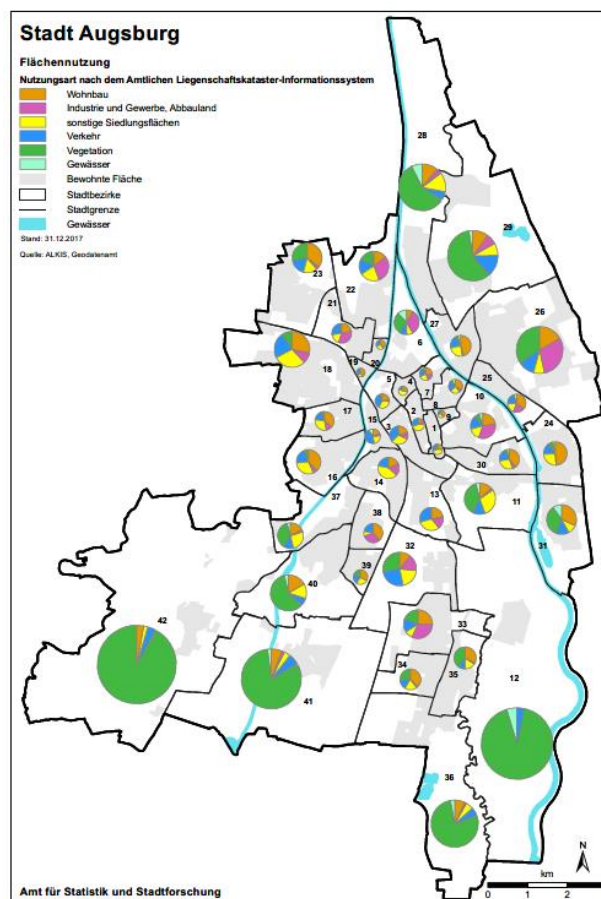 Stadt Augsburg
Flächennutzung
Nutzungsart nach dem Amtlichen Liegenschaftskataster-Informationssystem
Wohnbau
Industrie und Gewerbe, Abbauland
sonstige Siedlungsflächen
Verkehr
Vegetation
Gewässer
Bewohnte Fläche
Stadtbezirke
Stadtgrenze
Gewässer
Stand: 31.12.2017
Quelle: ALKIS, Geodatenamt
28
29
23
22
21
26
27
6
20
19
18
5
4
7
25
10
8
9
17
15
3
2
1
24
16
14
30
37
13
11
38
31
32
39
40
42
33
34
35
12
41
36
N
km
0 1 2
Amt für Statistik und Stadtforschung